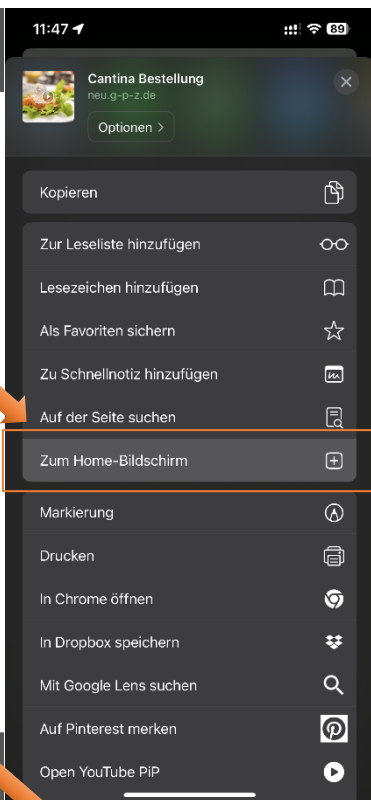 11:47
89
Cantina Bestellung
neu.g-p-z.de
Optionen >
Kopieren
Zur Leseliste hinzufügen
Lesezeichen hinzufügen
Als Favoriten sichern
Zu Schnellnotiz hinzufügen
Auf der Seite suchen
Zum Home-Bildschirm
Markierung
Drucken
In Chrome öffnen
In Dropbox speichern
Mit Google Lens suchen
Auf Pinterest merken
Open YouTube PiP